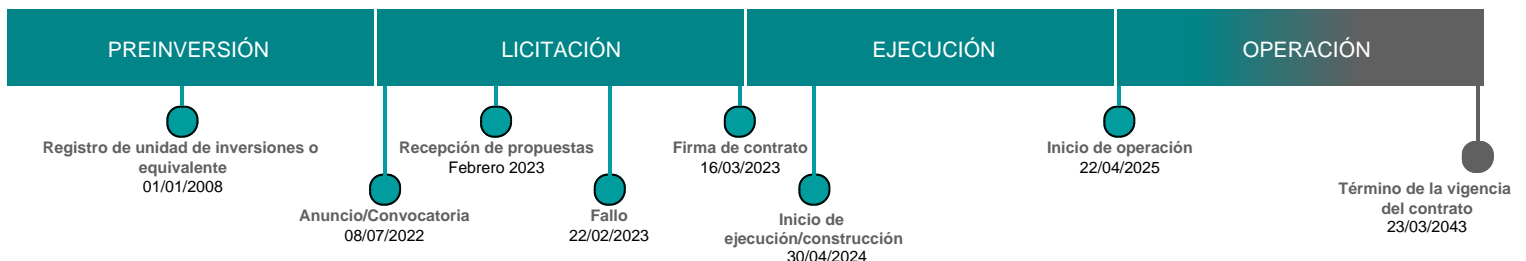 PREINVERSIÓN
LICITACIÓN
EJECUCIÓN
OPERACIÓN
Registro de unidad de inversiones o
equivalente
01/01/2008
Anuncio/Convocatoria
08/07/2022
Recepción de propuestas
Febrero 2023
Fallo
22/02/2023
Firma de contrato
16/03/2023
Inicio de
ejecución/construcción
30/04/2024
Inicio de operación
22/04/2025
Término de la vigencia
del contrato
23/03/2043